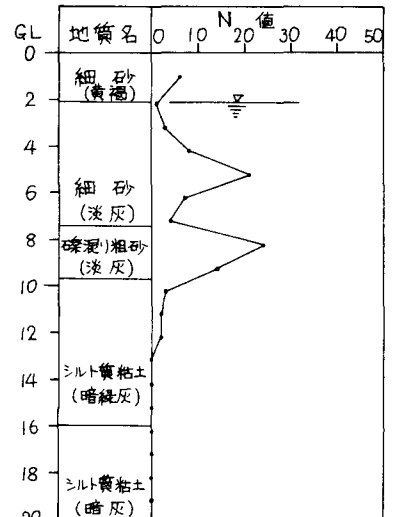 GL
地質名
N 値
0 10 20 30 40 50
0
細 砂
(黄褐)
2
4
6
細 砂
(淡灰)
8
礫混り粗砂
(淡灰)
10
12
14
シルト質粘土
(暗緑灰)
16
18
シルト質粘土
(暗灰)
20